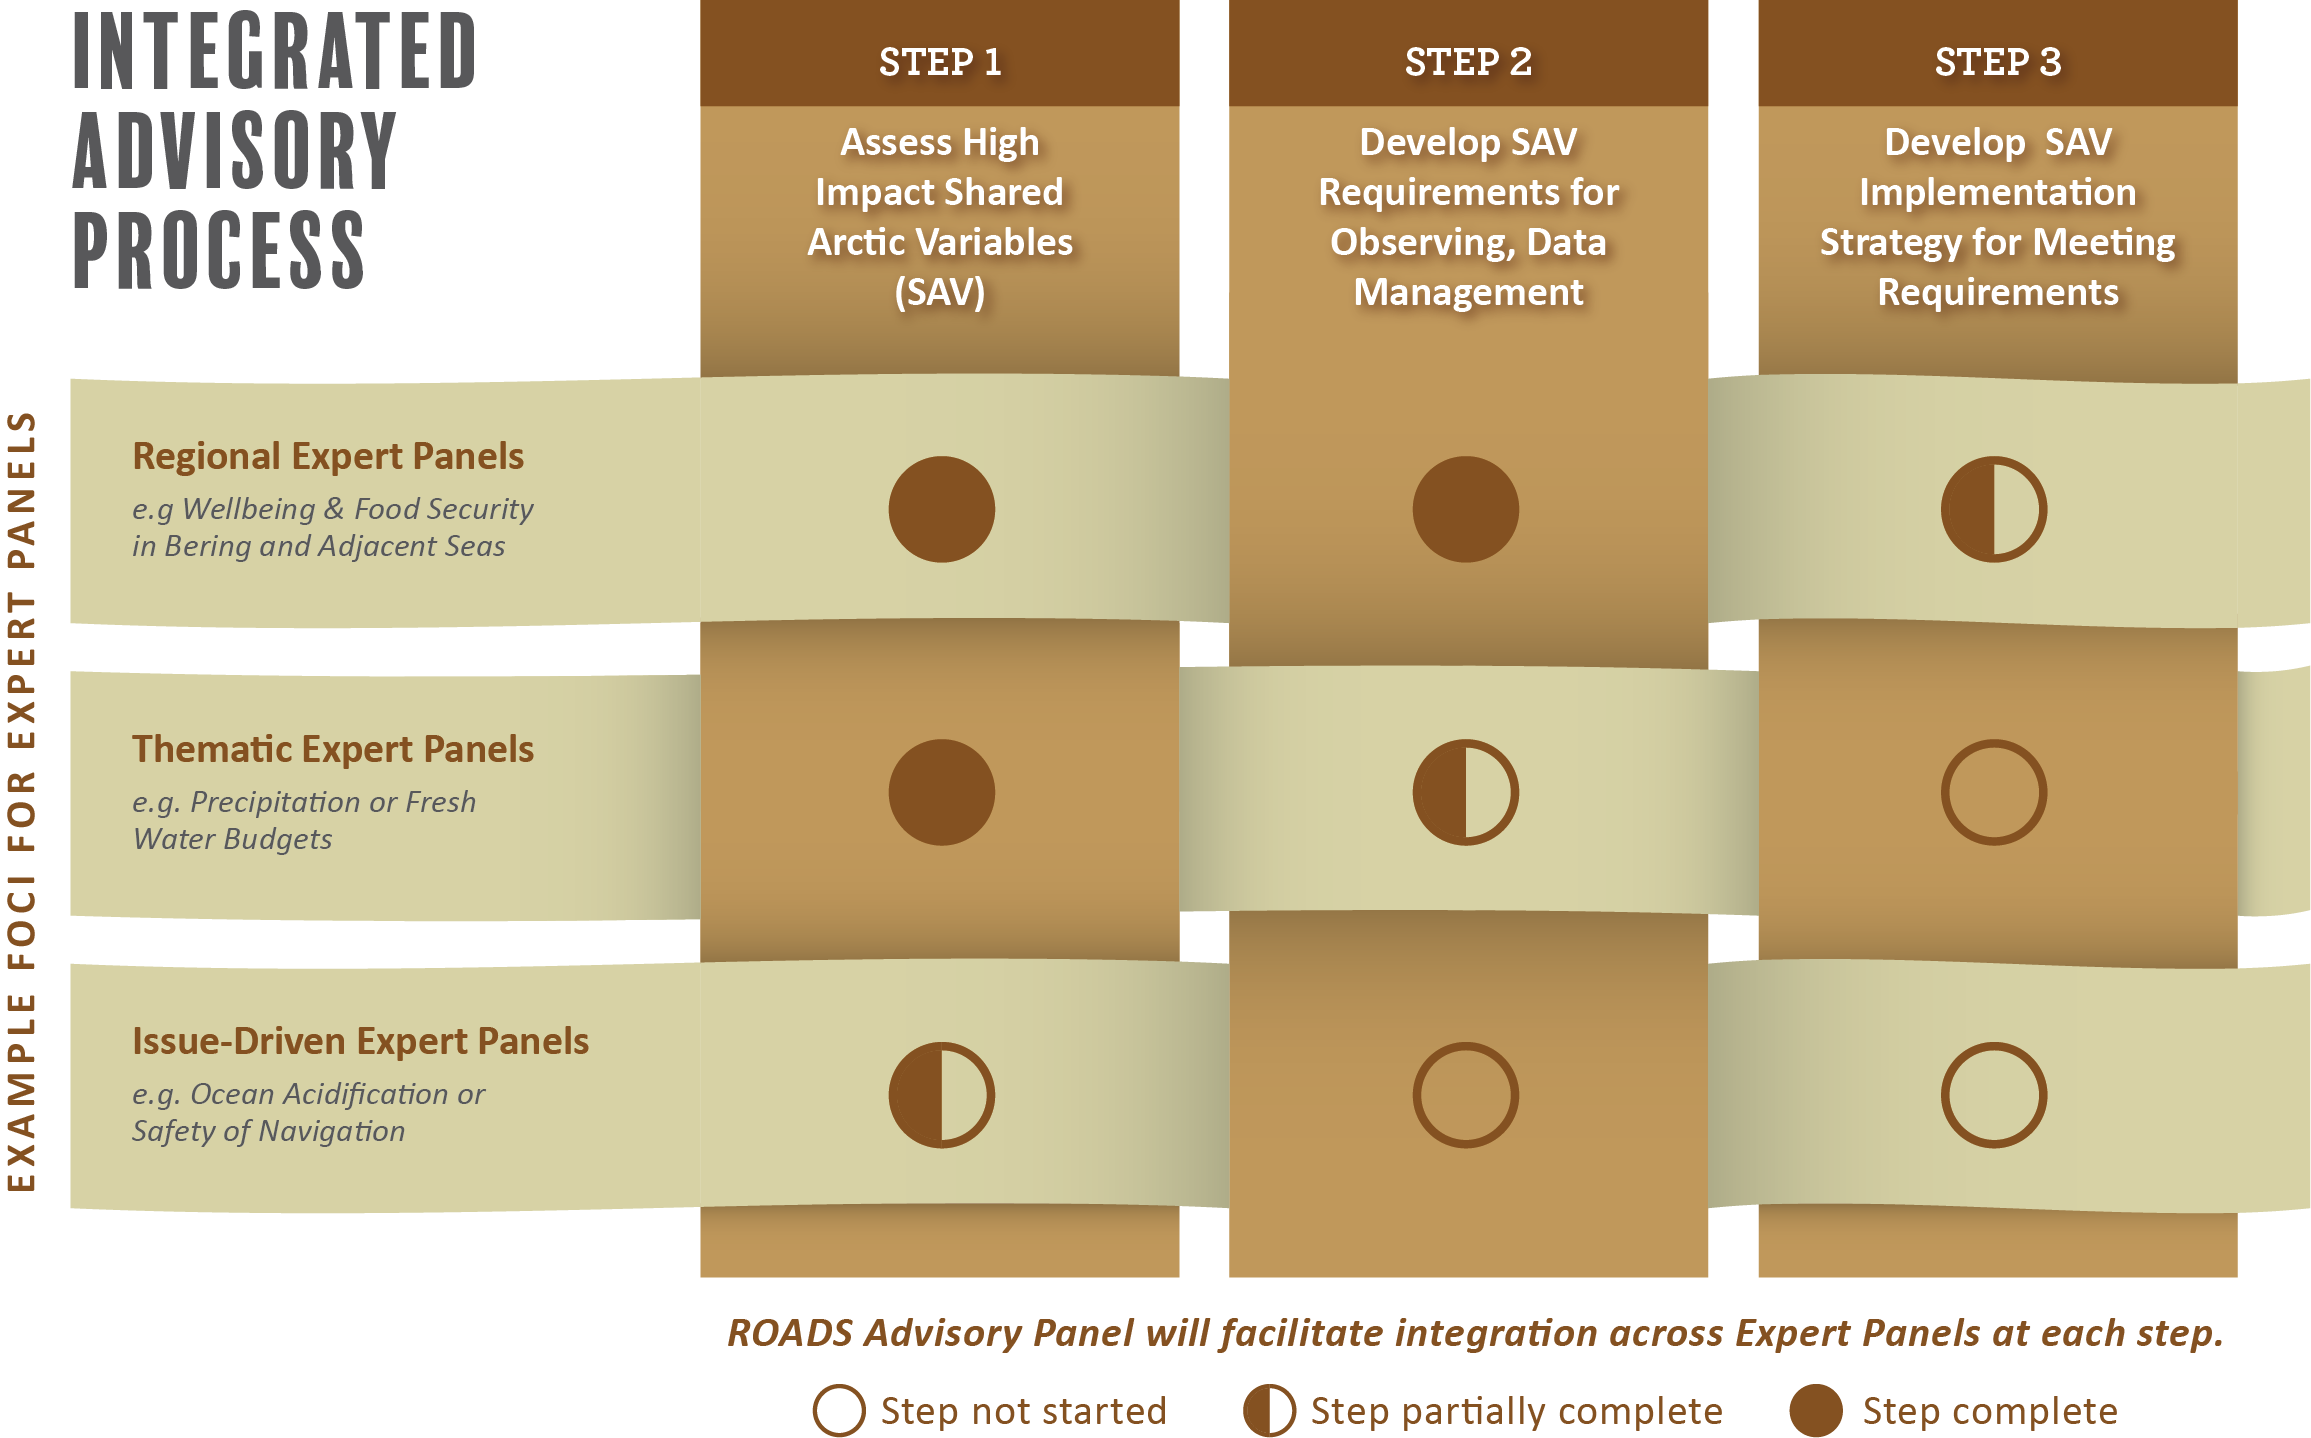 INTEGRATED
ADVISORY
PROCESS
STEP 1
Assess High
Impact Shared
Arctic Variables
(SAV)
STEP 2
Develop SAV
Requirements for
Observing, Data
Management
STEP 3
Develop SAV
Implementation
Strategy for Meeting
Requirements
EXAMPLE FOCI FOR EXPERT PANELS
Regional Expert Panels
e.g Wellbeing & Food Security
in Bering and Adjacent Seas
Thematic Expert Panels
e.g. Precipitation or Fresh
Water Budgets
Issue-Driven Expert Panels
e.g. Ocean Acidification or
Safety of Navigation
ROADS Advisory Panel will facilitate integration across Expert Panels at each step.
Step not started
Step partially complete
Step complete